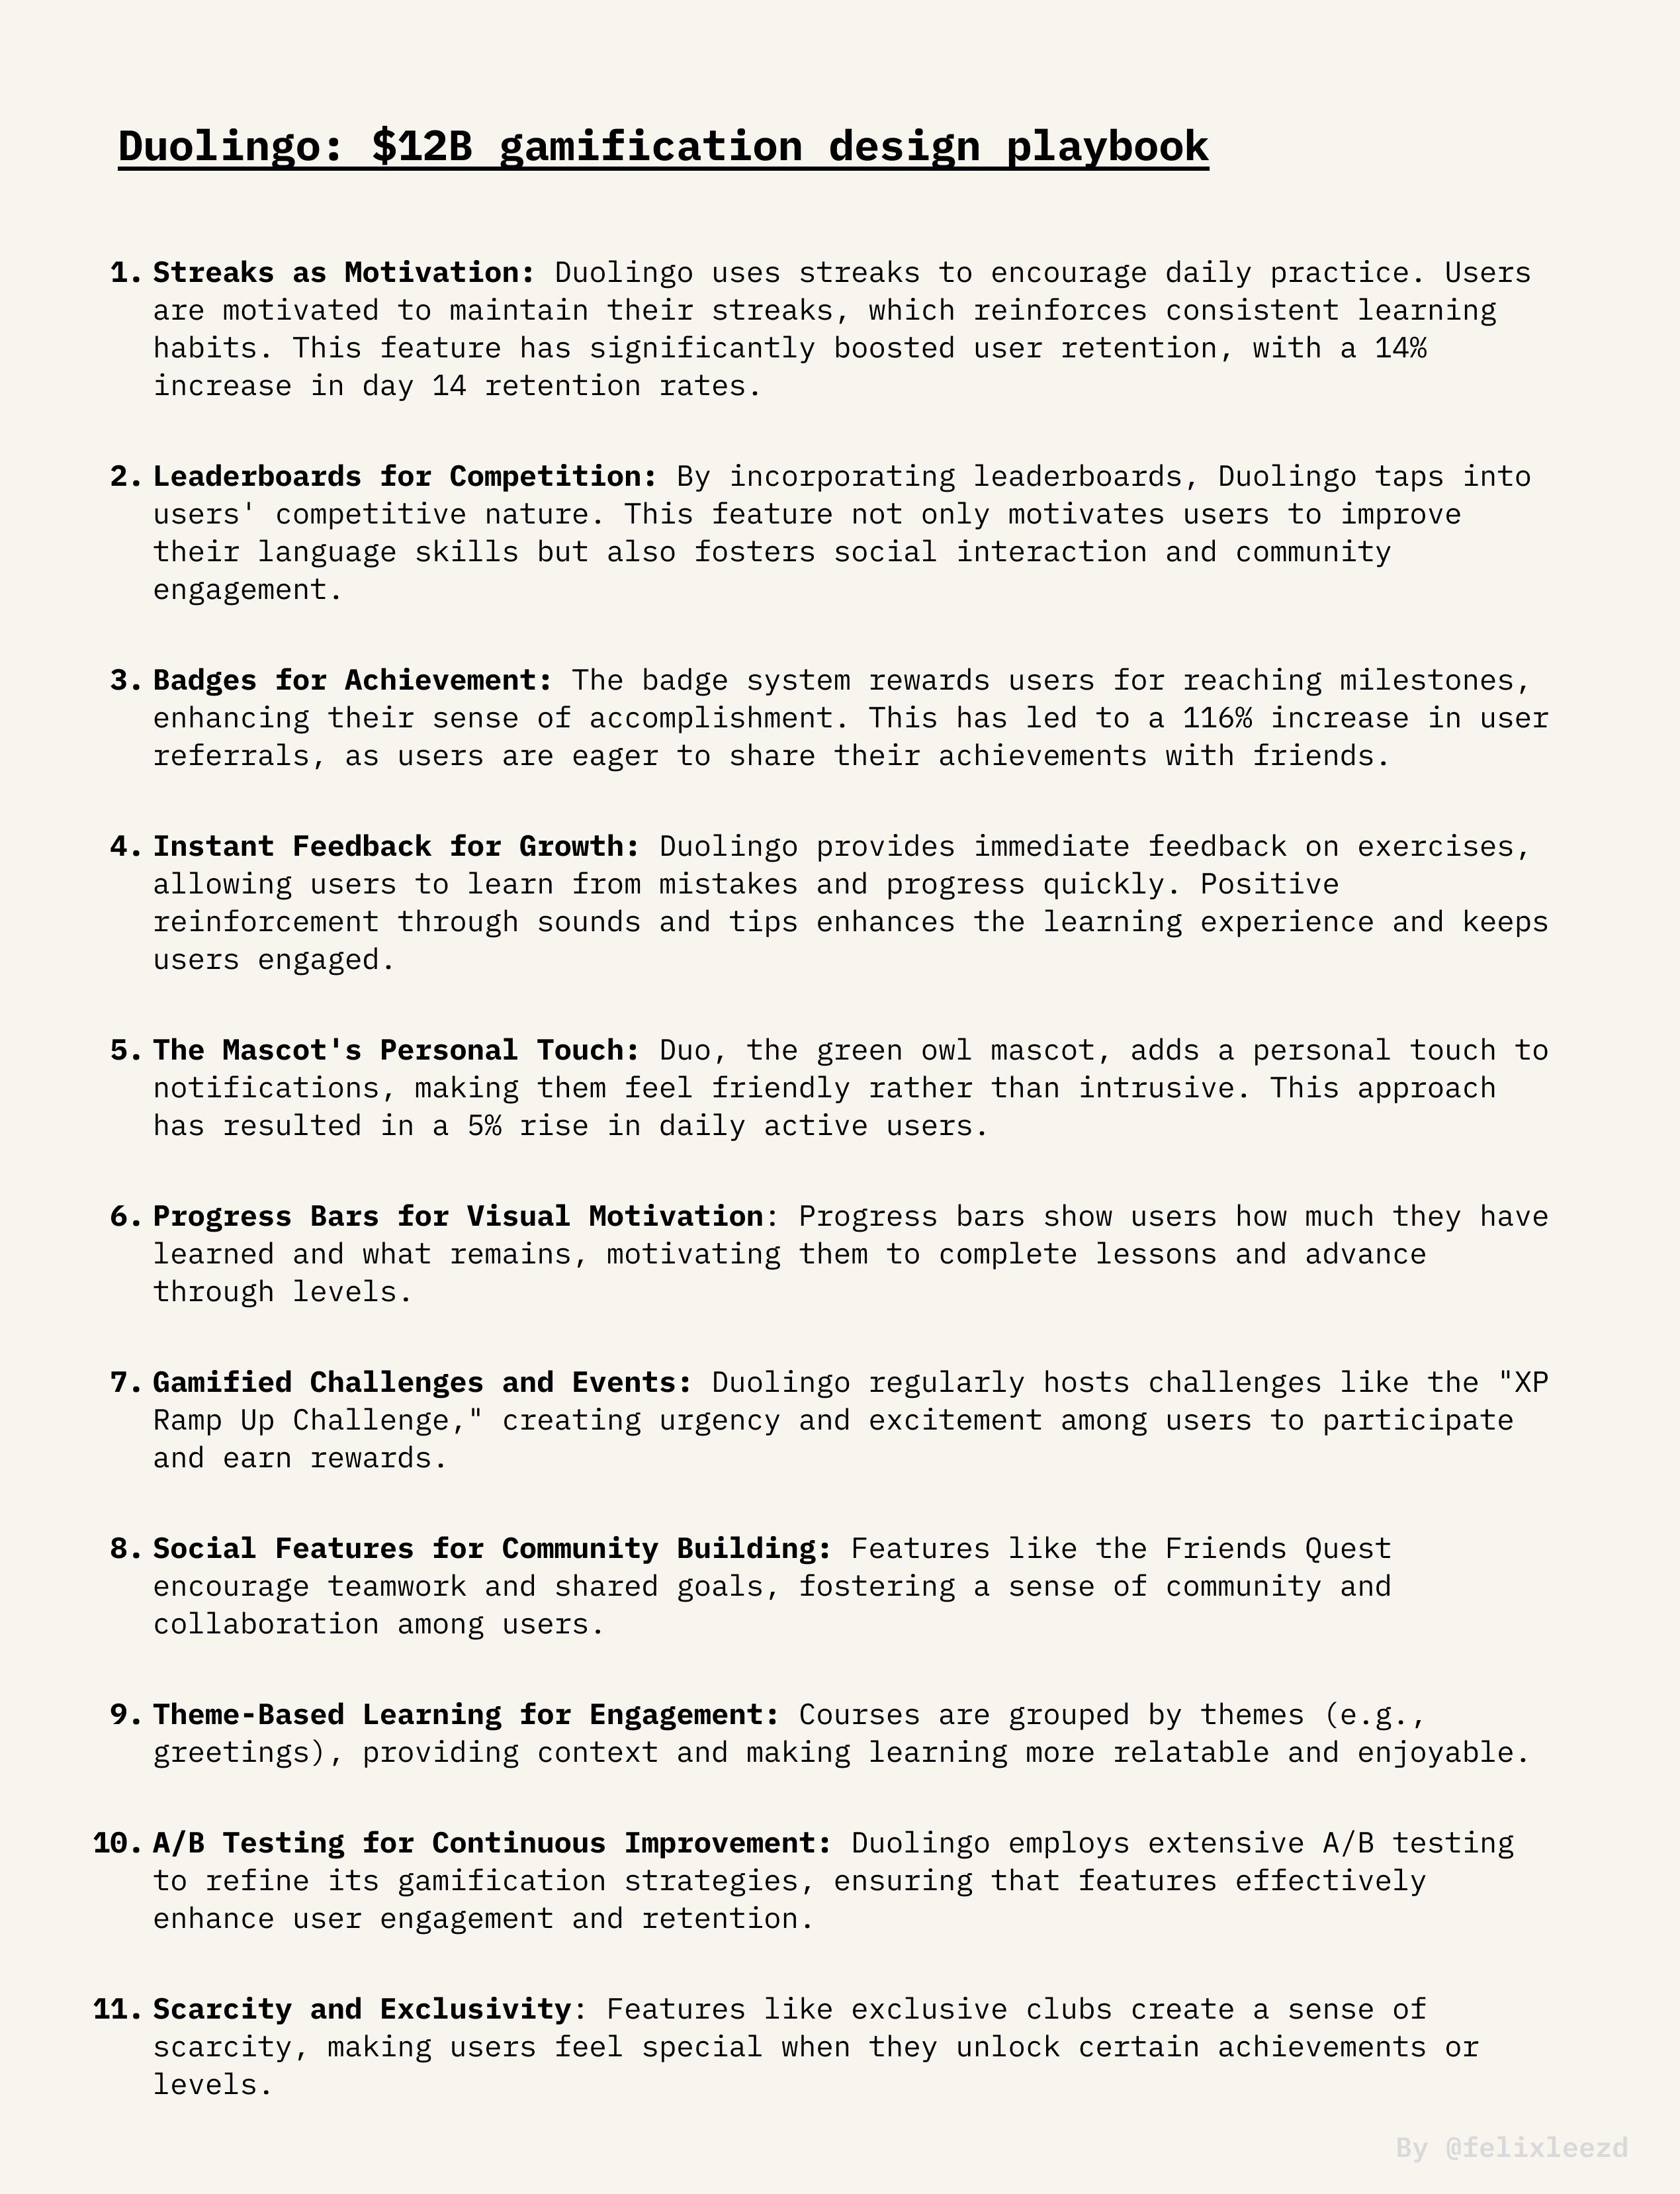 Duolingo: $12B gamification design playbook
1. Streaks as Motivation: Duolingo uses streaks to encourage daily practice. Users
are motivated to maintain their streaks, which reinforces consistent learning
habits. This feature has significantly boosted user retention, with a 14%
increase in day 14 retention rates.
2. Leaderboards for Competition: By incorporating leaderboards, Duolingo taps into
users' competitive nature. This feature not only motivates users to improve
their language skills but also fosters social interaction and community
engagement.
3. Badges for Achievement: The badge system rewards users for reaching milestones,
enhancing their sense of accomplishment. This has led to a 116% increase in user
referrals, as users are eager to share their achievements with friends.
4. Instant Feedback for Growth: Duolingo provides immediate feedback on exercises,
allowing users to learn from mistakes and progress quickly. Positive
reinforcement through sounds and tips enhances the learning experience and keeps
users engaged.
5. The Mascot's Personal Touch: Duo, the green owl mascot, adds a personal touch to
notifications, making them feel friendly rather than intrusive. This approach
has resulted in a 5% rise in daily active users.
6. Progress Bars for Visual Motivation: Progress bars show users how much they have
learned and what remains, motivating them to complete lessons and advance
through levels.
7. Gamified Challenges and Events: Duolingo regularly hosts challenges like the "XP
Ramp Up Challenge," creating urgency and excitement among users to participate
and earn rewards.
8. Social Features for Community Building: Features like the Friends Quest
encourage teamwork and shared goals, fostering a sense of community and
collaboration among users.
9. Theme-Based Learning for Engagement: Courses are grouped by themes (e.g.,
greetings), providing context and making learning more relatable and enjoyable.
10. A/B Testing for Continuous Improvement: Duolingo employs extensive A/B testing
to refine its gamification strategies, ensuring that features effectively
enhance user engagement and retention.
11. Scarcity and Exclusivity: Features like exclusive clubs create a sense of
scarcity, making users feel special when they unlock certain achievements or
levels.
By @felixleezd